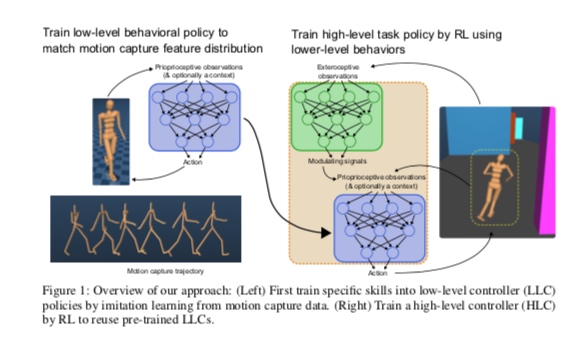 Train low-level behavioral policy to
match motion capture feature distribution
Prioprioceptive observations
(& optionally a context)
Action
Motion capture trajectory
Train high-level task policy by RL using
lower-level behaviors
Exteroceptive
observations
Modulating signals
Prioprioceptive observations
(& optionally a context)
Action
Figure 1: Overview of our approach: (Left) First train specific skills into low-level controller (LLC)
policies by imitation learning from motion capture data. (Right) Train a high-level controller (HLC)
by RL to reuse pre-trained LLCs.